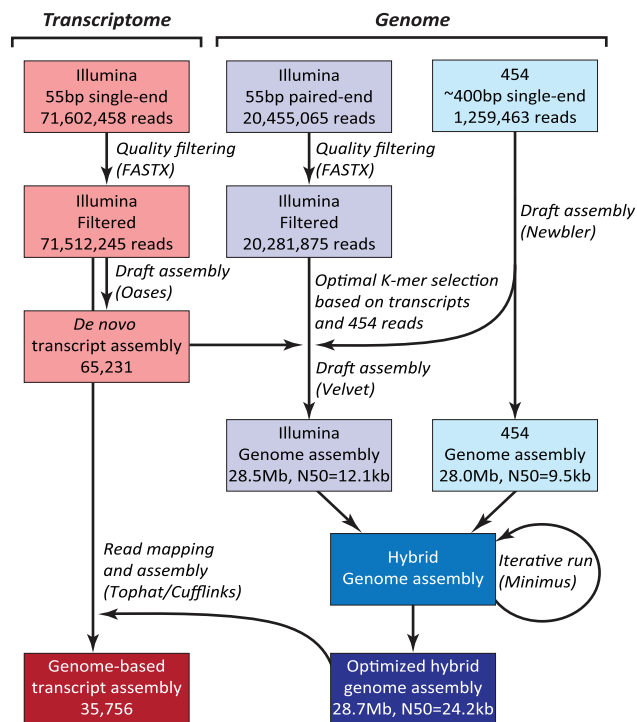 Transcriptome
Genome
Illumina
55bp single-end
71,602,458 reads
Illumina
55bp paired-end
20,455,065 reads
454
~400bp single-end
1,259,463 reads
Quality filtering
(FASTX)
Quality filtering
(FASTX)
Draft assembly
(Newbler)
Illumina
Filtered
71,512,245 reads
Illumina
Filtered
20,281,875 reads
Draft assembly
(Oases)
Optimal K-mer selection
based on transcripts
and 454 reads
De novo
transcript assembly
65,231
Draft assembly
(Velvet)
Illumina
Genome assembly
28.5Mb, N50=12.1kb
454
Genome assembly
28.0Mb, N50=9.5kb
Hybrid
Genome assembly
Iterative run
(Minimus)
Read mapping
and assembly
(Tophat/Cufflinks)
Genome-based
transcript assembly
35,756
Optimized hybrid
genome assembly
28.7Mb, N50=24.2kb